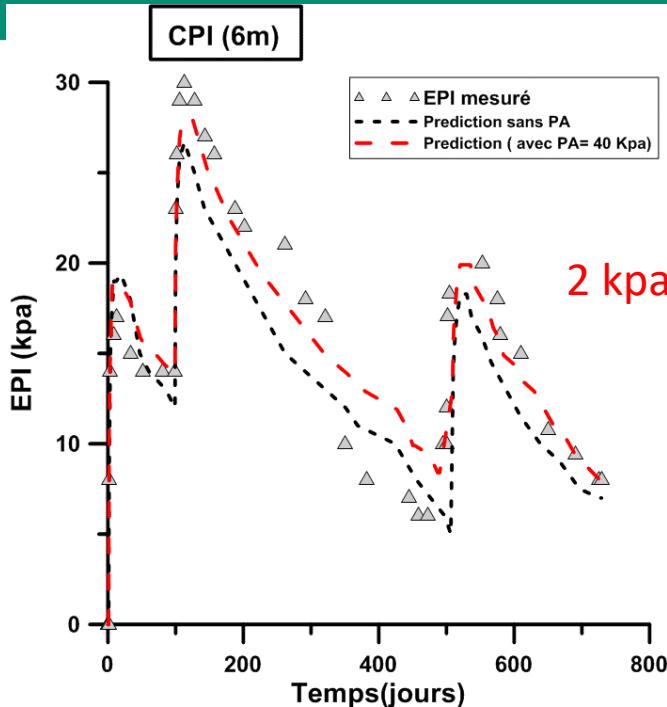 CPI (6m)
30
EPI mesuré
Prediction sans PA
Prediction ( avec PA= 40 Kpa)
20
2 kpa
EPI (kpa)
10
0
0 200 400 600 800
Temps(jours)